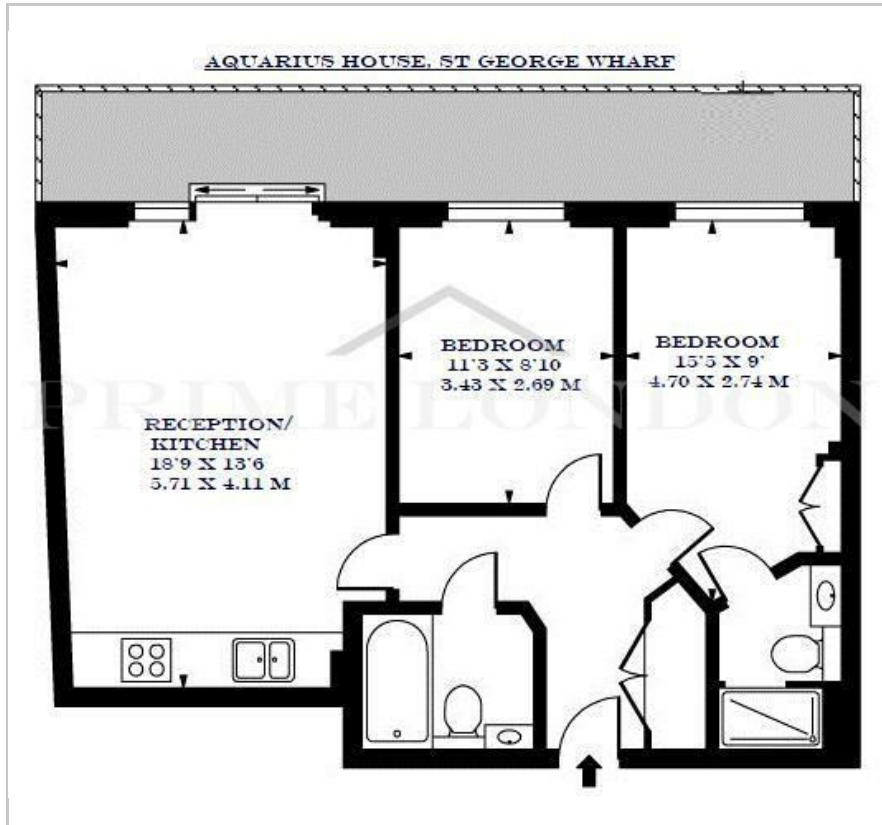 AQUARIUS HOUSE, ST GEORGE WHARF
BEDROOM
11'3 X 8'10
3.43 X 2.69 M
BEDROOM
15'5 X 9'
4.70 X 2.74 M
PRIME LONDON
RECEPTION/
KITCHEN
18'9 X 13'6
5.71 X 4.11 M